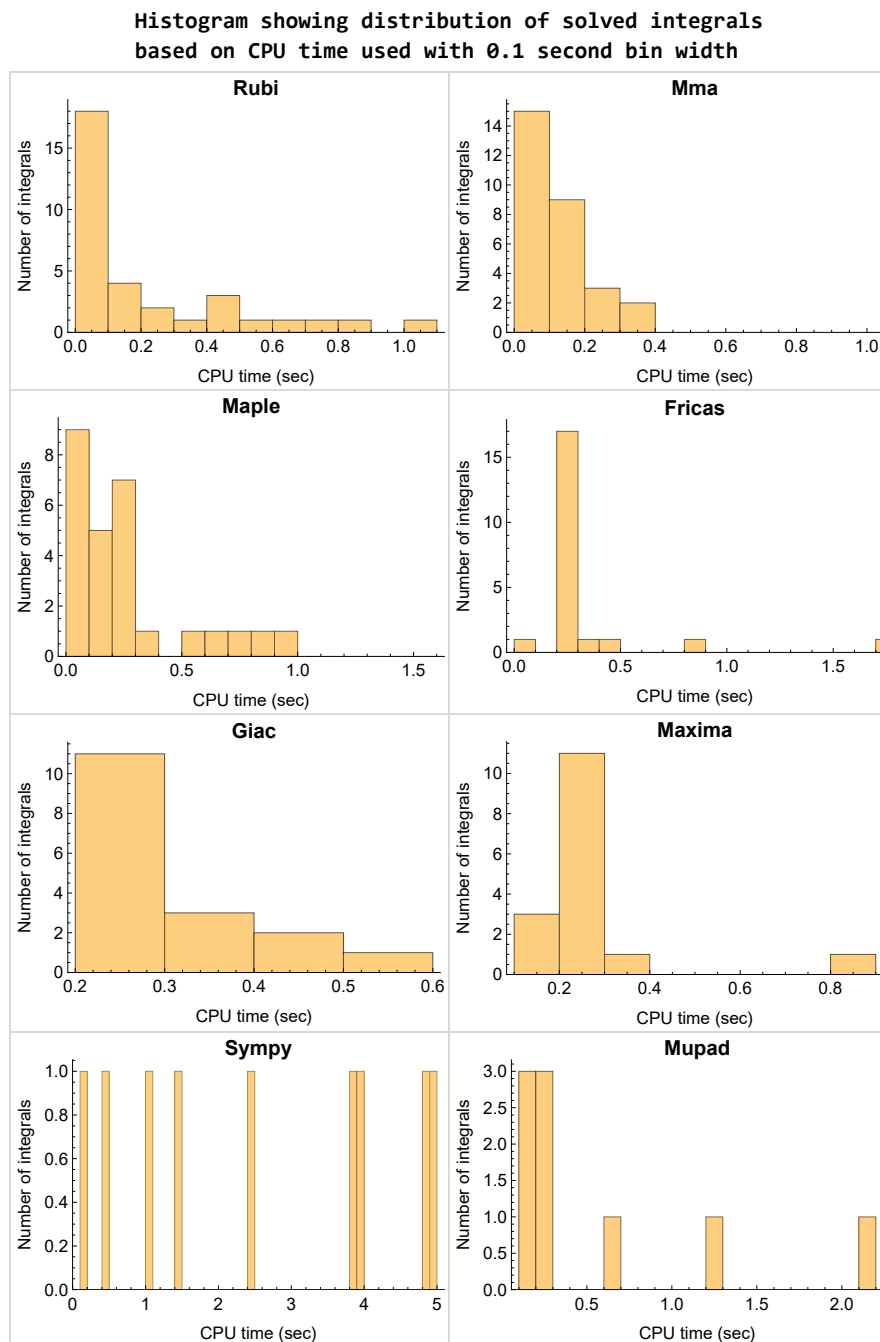 Histogram showing distribution of solved integrals
based on CPU time used with 0.1 second bin width
Rubi
Number of integrals
15
10
5
0
0.0 0.2 0.4 0.6 0.8 1.0
CPU time (sec)
Mma
Number of integrals
14
12
10
8
6
4
2
0
0.0 0.2 0.4 0.6 0.8 1.0
CPU time (sec)
Maple
Number of integrals
8
6
4
2
0
0.0 0.5 1.0 1.5
CPU time (sec)
Fricas
Number of integrals
15
10
5
0
0.0 0.5 1.0 1.5
CPU time (sec)
Giac
Number of integrals
10
8
6
4
2
0
0.2 0.3 0.4 0.5 0.6
CPU time (sec)
Maxima
Number of integrals
10
8
6
4
2
0
0.2 0.4 0.6 0.8
CPU time (sec)
Sympy
Number of integrals
1.0
0.8
0.6
0.4
0.2
0.0
0 1 2 3 4 5
CPU time (sec)
Mupad
Number of integrals
3.0
2.5
2.0
1.5
1.0
0.5
0.0
0.5 1.0 1.5 2.0
CPU time (sec)